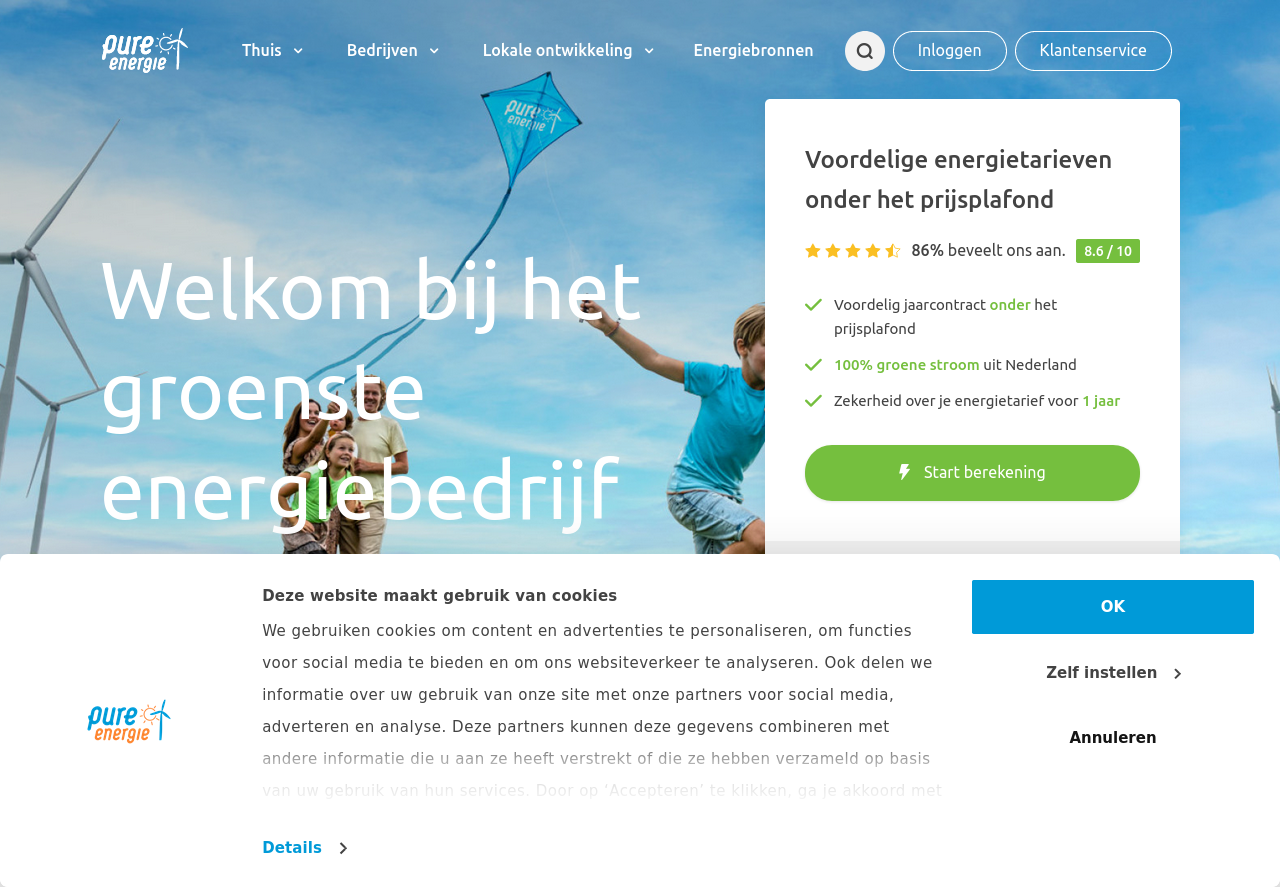 pure energie
Thuis
Bedrijven
Lokale ontwikkeling
Energiebronnen
Inloggen
Klantenservice
pure energie
Welkom bij het
groenste
energiebedrijf
Voordelige energietarieven
onder het prijsplafond
86% beveelt ons aan.
8.6 / 10
Voordelig jaarcontract onder het
prijsplafond
100% groene stroom uit Nederland
Zekerheid over je energietarief voor 1 jaar
Start berekening
pure energie
Deze website maakt gebruik van cookies
We gebruiken cookies om content en advertenties te personaliseren, om functies
voor social media te bieden en om ons websiteverkeer te analyseren. Ook delen we
informatie over uw gebruik van onze site met onze partners voor social media,
adverteren en analyse. Deze partners kunnen deze gegevens combineren met
andere informatie die u aan ze heeft verstrekt of die ze hebben verzameld op basis
van uw gebruik van hun services. Door op ‘Accepteren’ te klikken, ga je akkoord met
Details
OK
Zelf instellen
Annuleren